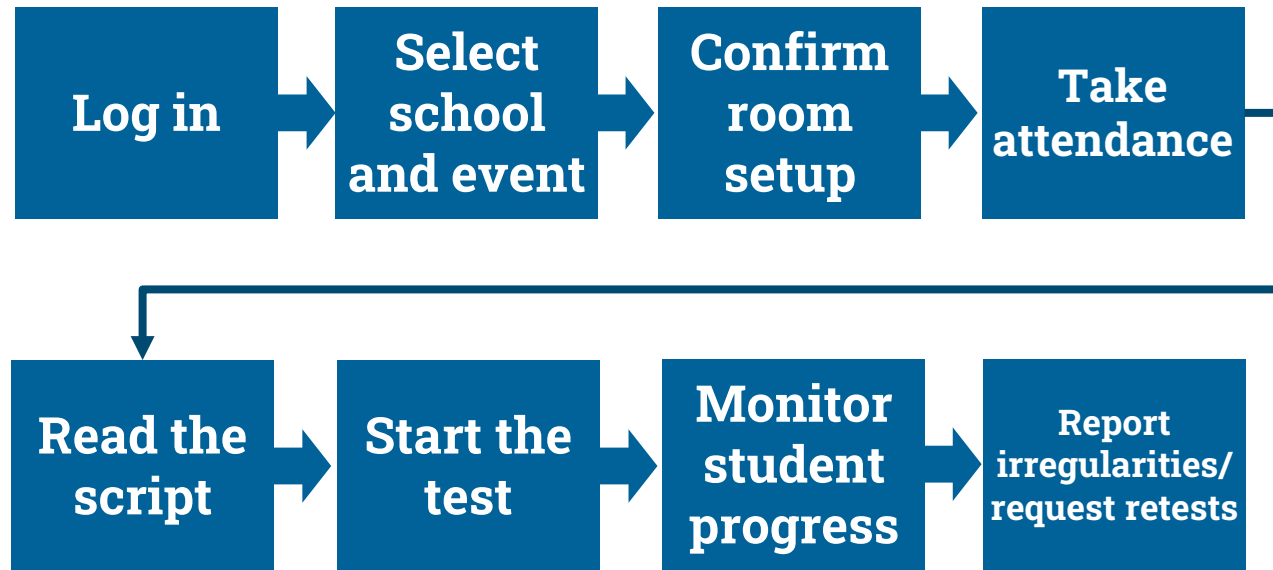 Log in
Select
school
and event
Confirm
room
setup
Take
attendance
Read the
script
Start the
test
Monitor
student
progress
Report
irregularities/
request retests